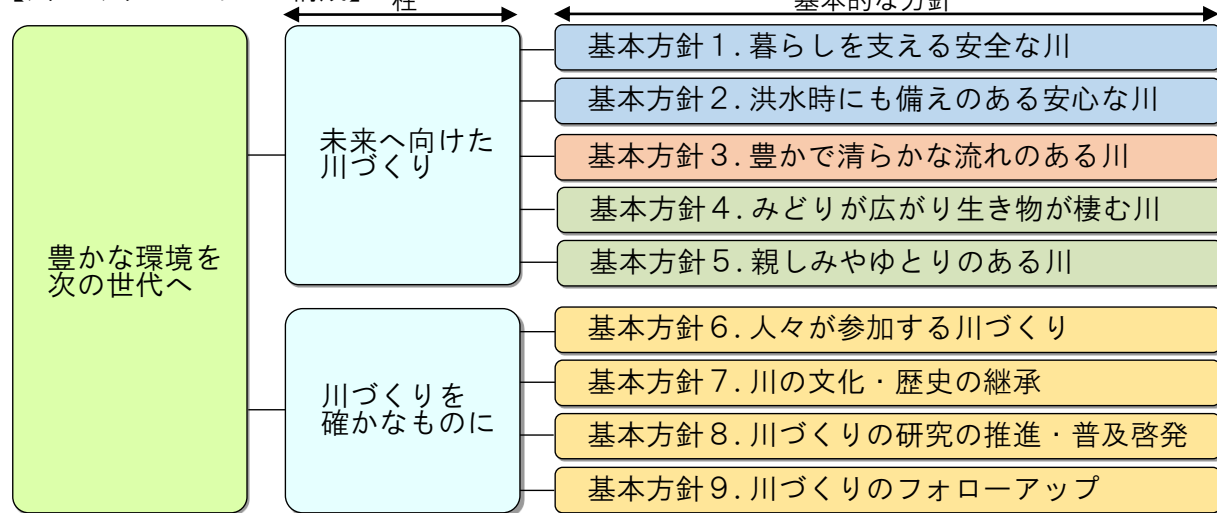 柱
基本的な方針
豊かな環境を
次の世代へ
未来へ向けた
川づくり
基本方針１. 暮らしを支える安全な川
基本方針２. 洪水時にも備えのある安心な川
基本方針３. 豊かで清らかな流れのある川
基本方針４. みどりが広がり生き物が棲む川
基本方針５. 親しみやゆとりのある川
川づくりを
確かなものに
基本方針６. 人々が参加する川づくり
基本方針７. 川の文化・歴史の継承
基本方針８. 川づくりの研究の推進・普及啓発
基本方針９. 川づくりのフォローアップ